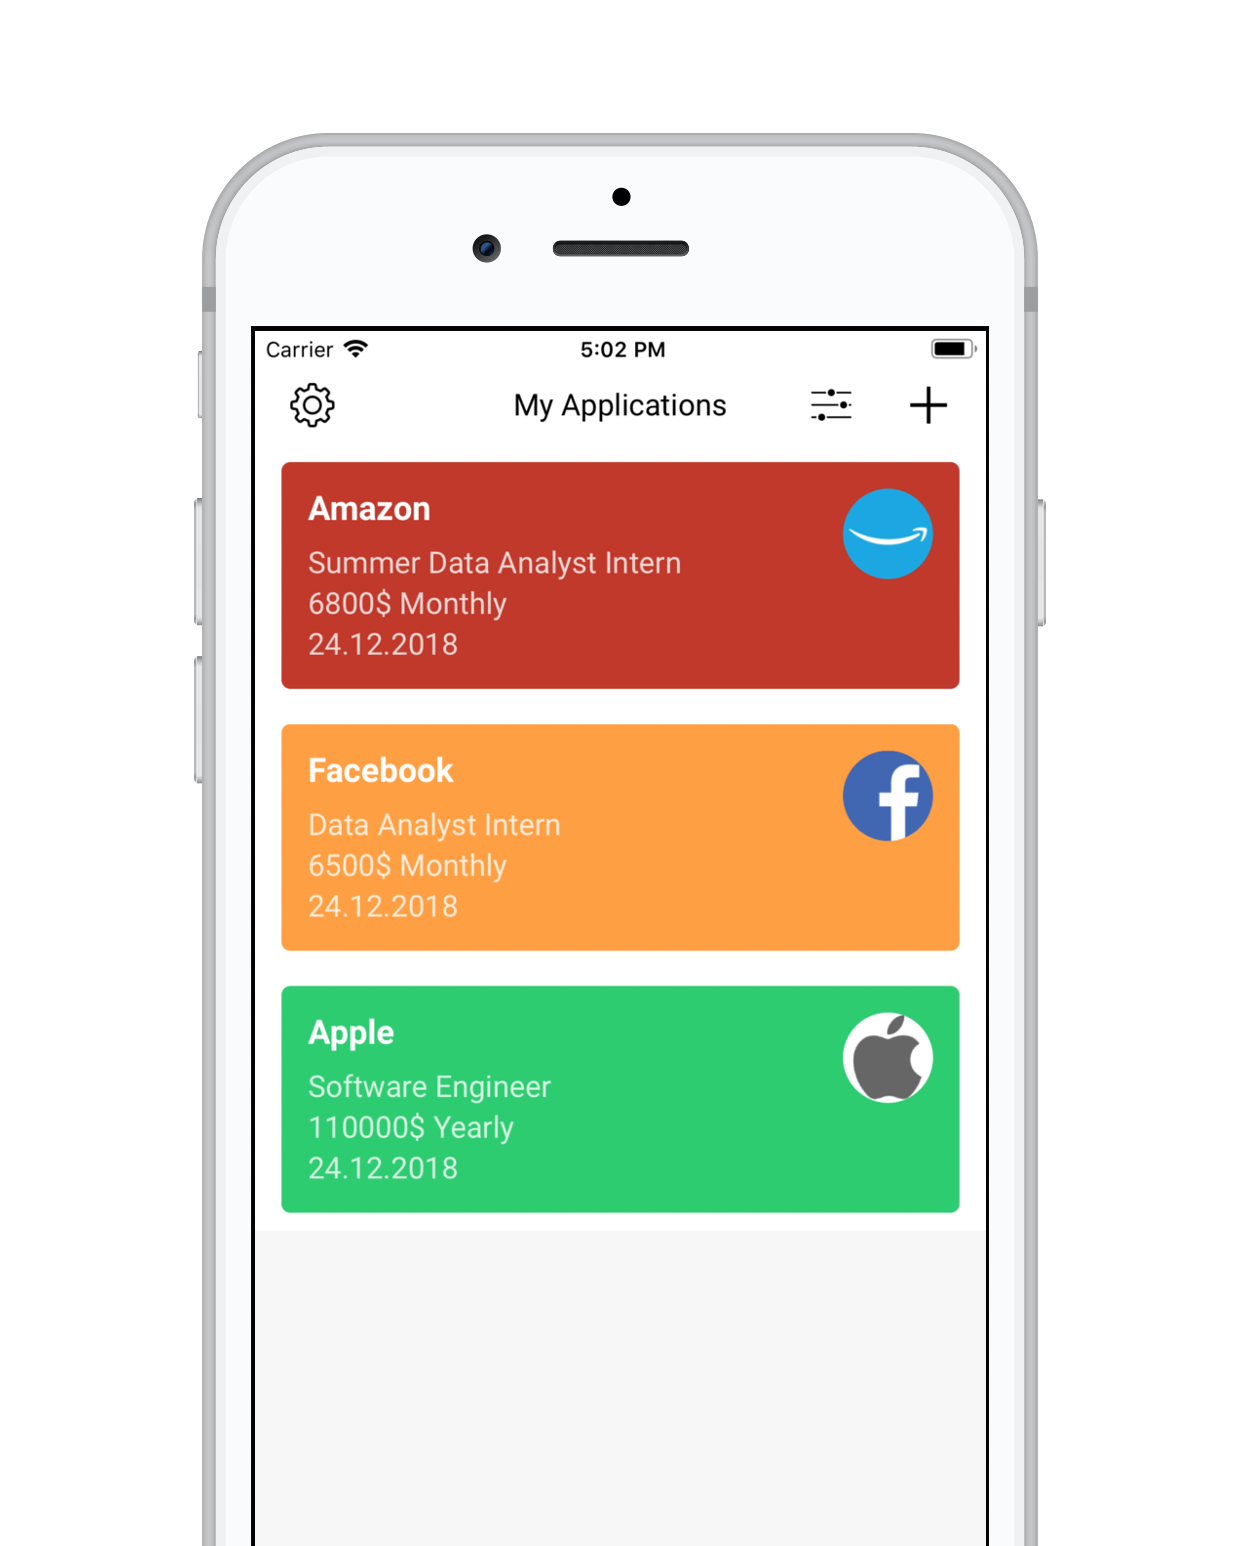 Carrier 5:02 PM
My Applications
Amazon
Summer Data Analyst Intern
6800$ Monthly
24.12.2018
Facebook
Data Analyst Intern
6500$ Monthly
24.12.2018
Apple
Software Engineer
110000$ Yearly
24.12.2018